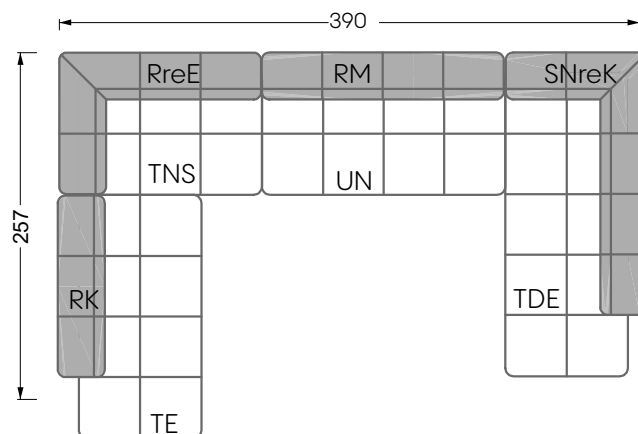 390
RreE RM SNreK
TNS UN
257
RK TDE
TE